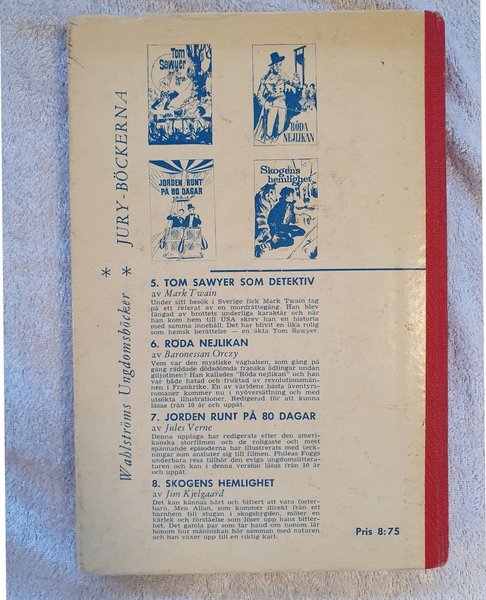 Tom
Sawyer
RÖDA
NEJLIKAN
JORDEN RUNT
PÅ 80 DAGAR
Skogens
hemlighet
Wahlströms Ungdomsböcker * JURY-BÖCKERNA *
5. TOM SAWYER SOM DETEKTIV
av Mark Twain
Under sitt besök i Sverige fick Mark Twain tag
på ett referat av en mordrättegång. Han blev
fängad av brottets underliga karaktär och när
han kom hem till USA skrev han en historia
med samma innehåll. Det har blivit en lika rolig
som hemsk berättelse — en äkta Tom Sawyer.
6. RÖDA NEJLIKAN
av Baronessan Orczy
Vem var den mystiske våghalsen, som gång på
gång räddade dödsdömda franska ädlingar undan
giljotinen? Han kallades "Röda nejlikan" och han
var både hatad och fruktad av revolutionsmän-
nen i Frankrike. En av världens bästa äventyrs-
romaner kommer nu i nyöversättning och med
utsökta illustrationer. Redigerad för att kunna
läsas från 10 år och uppåt.
7. JORDEN RUNT PÅ 80 DAGAR
av Jules Verne
Denna upplaga har redigerats efter den ameri-
kanska storfilmen och de roligaste och mest
spännande episoderna har illustrerats med teck-
ningar som ansluter sig till filmen. Phileas Foggs
underbara resa tillhör den eviga ungdomslittera-
turen och kan i denna version läsas från 10 år
och uppåt.
8. SKOGENS HEMLIGHET
av Jim Kjelgaard
Det kan kännas hårt och bittert att vara foster-
barn. Men Allan, som kommer direkt från ett
barnhem till stugan i skogsbygden, möter en
kärlek och förståelse som löser upp hans bitter-
het. Det gamla par som tar hand om honom lär
honom hur människan hör samman med naturen
och han växer upp till en riktig karl.
Pris 8:75